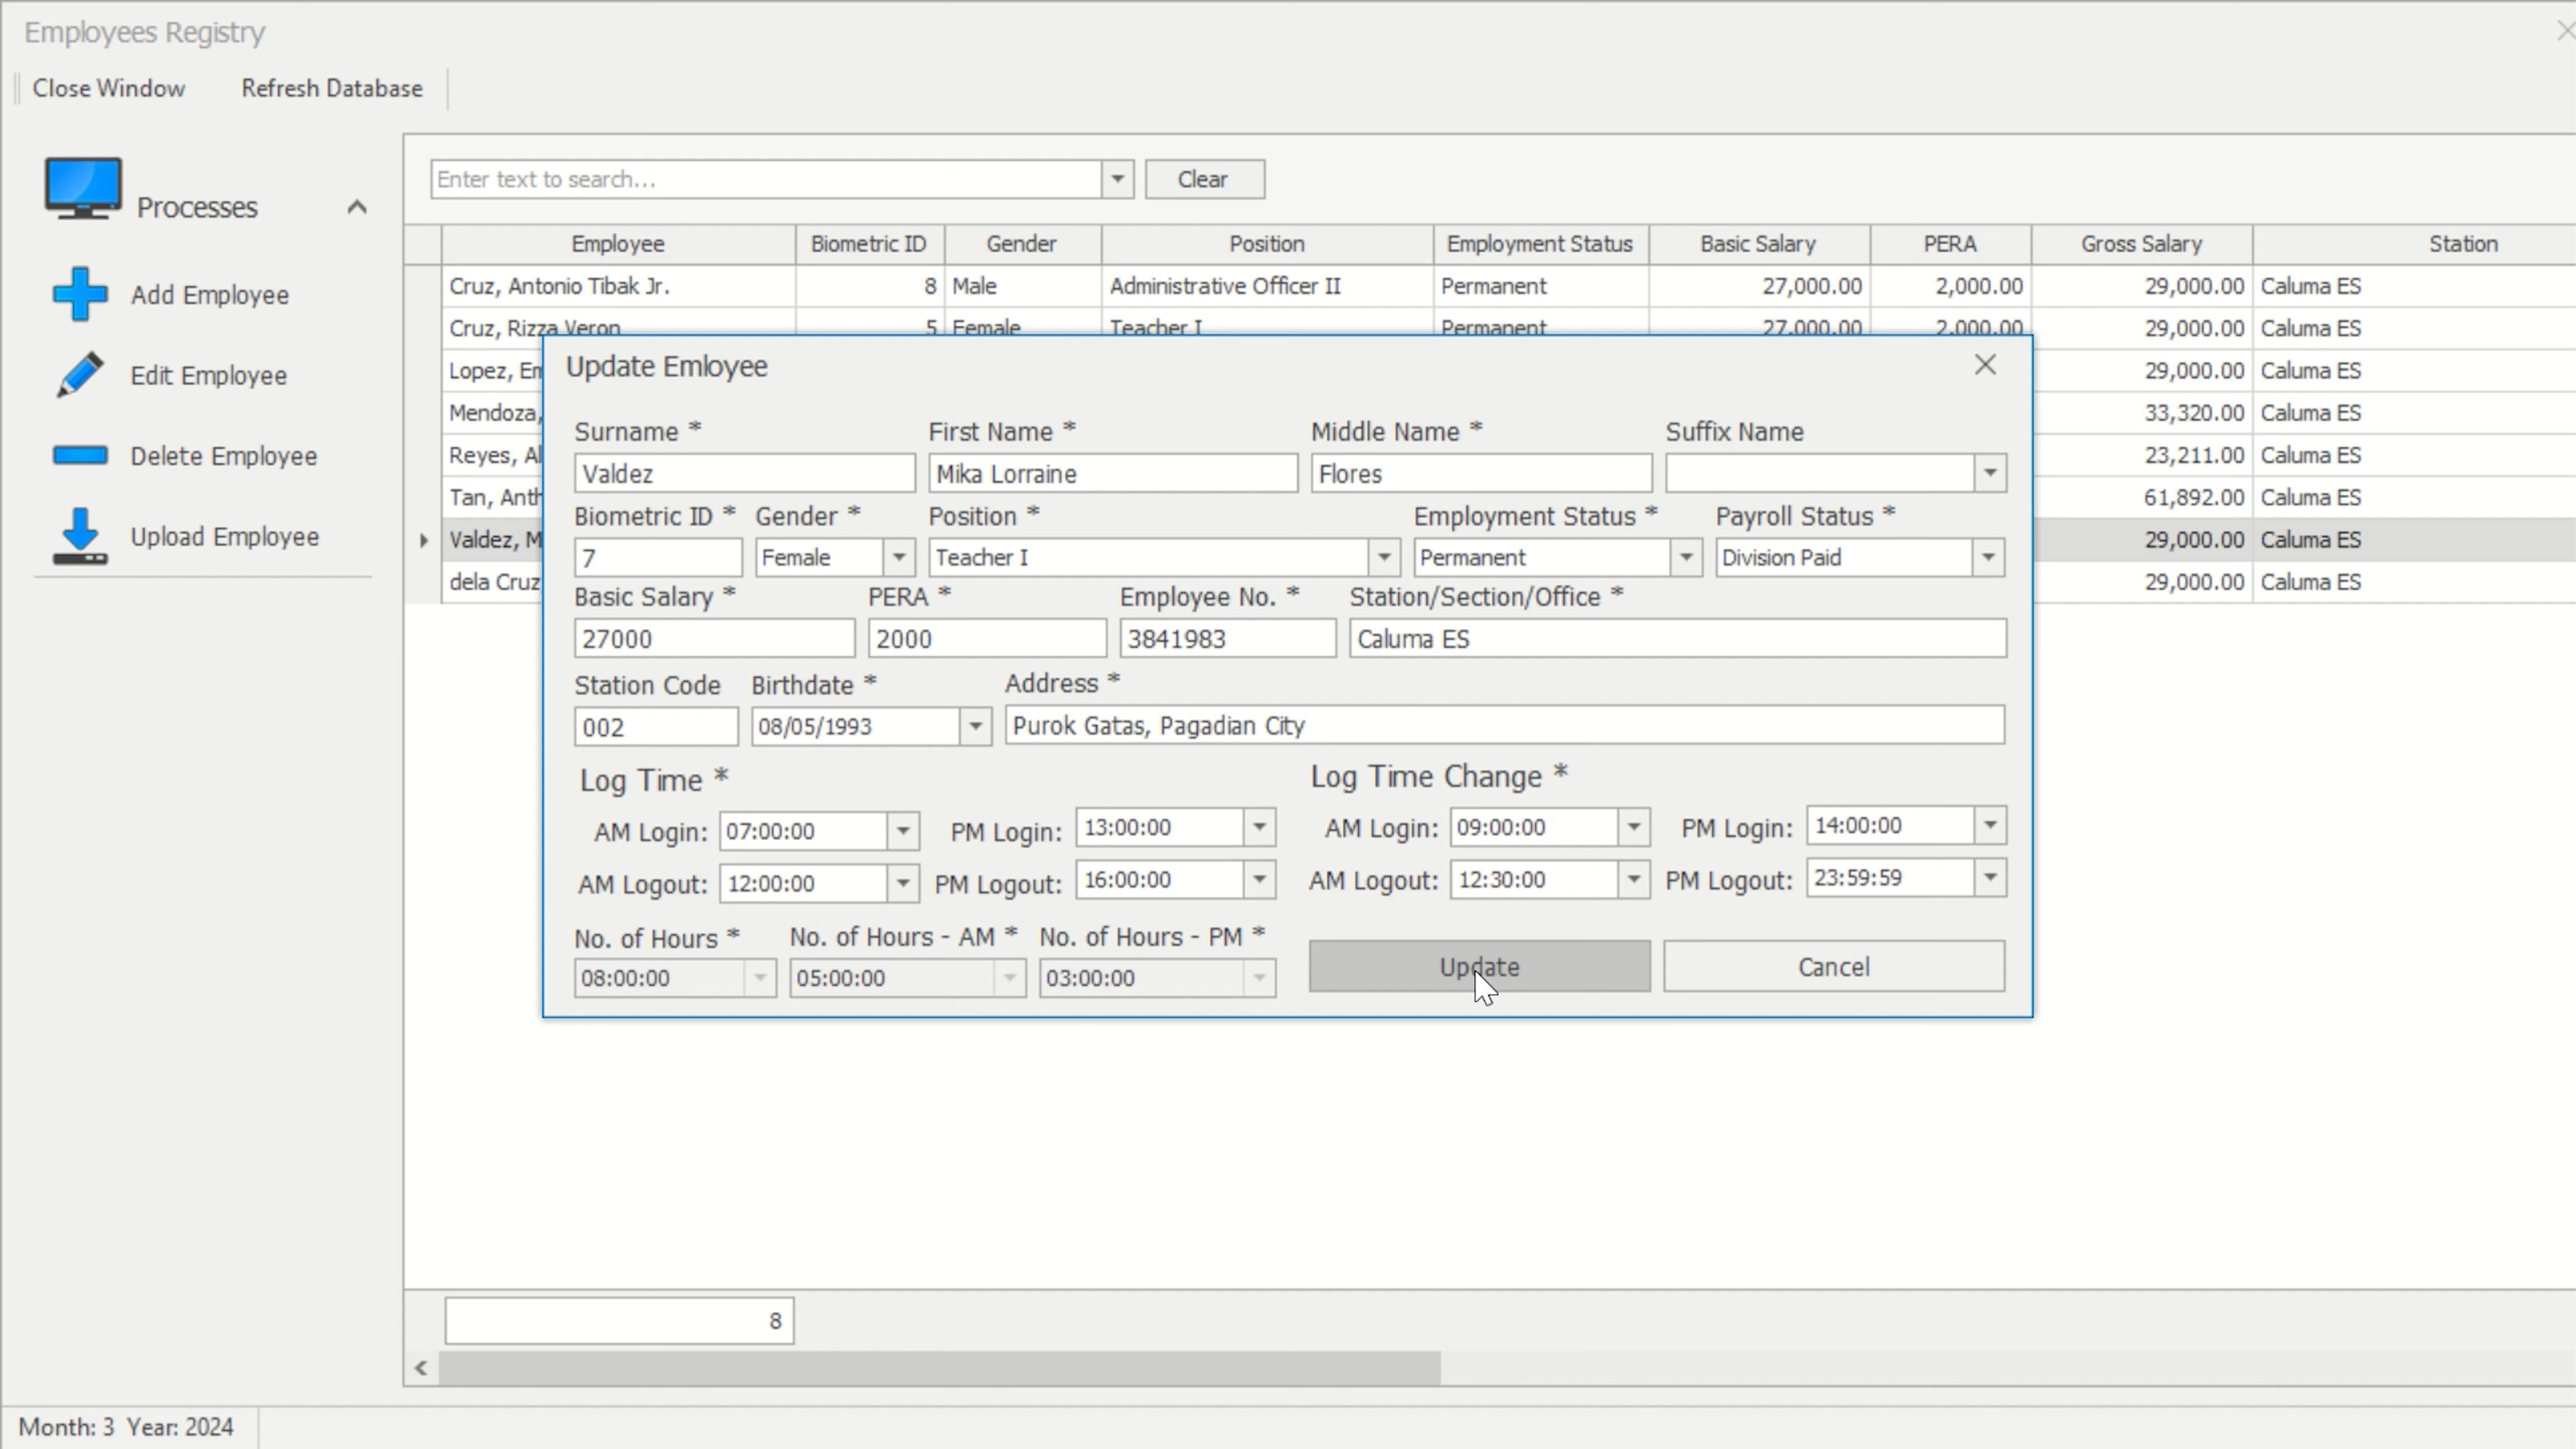 Employees Registry
Close Window Refresh Database
Processes
Add Employee
Edit Employee
Delete Employee
Upload Employee
Enter text to search... Clear
Employee Biometric ID Gender Position Employment Status Basic Salary PERA Gross Salary Station
Cruz, Antonio Tibak Jr. 8 Male Administrative Officer II Permanent 27,000.00 2,000.00 29,000.00 Caluma ES
Cruz, Rizza Veron 5 Female Teacher I Permanent 27,000.00 2,000.00 29,000.00 Caluma ES
Lopez, 29,000.00 Caluma ES
Mendoza, 33,320.00 Caluma ES
Reyes, 23,211.00 Caluma ES
Tan, 61,892.00 Caluma ES
Valdez, 29,000.00 Caluma ES
dela Cruz 29,000.00 Caluma ES
Update Emloyee
Surname * First Name * Middle Name * Suffix Name
Valdez Mika Lorraine Flores
Biometric ID * Gender * Position * Employment Status * Payroll Status *
7 Female Teacher I Permanent Division Paid
Basic Salary * PERA * Employee No. * Station/Section/Office *
27000 2000 3841983 Caluma ES
Station Code Birthdate * Address *
002 08/05/1993 Purok Gatas, Pagadian City
Log Time * Log Time Change *
AM Login: 07:00:00 PM Login: 13:00:00 AM Login: 09:00:00 PM Login: 14:00:00
AM Logout: 12:00:00 PM Logout: 16:00:00 AM Logout: 12:30:00 PM Logout: 23:59:59
No. of Hours * No. of Hours - AM * No. of Hours - PM *
08:00:00 05:00:00 03:00:00 Update Cancel
8
Month: 3 Year: 2024